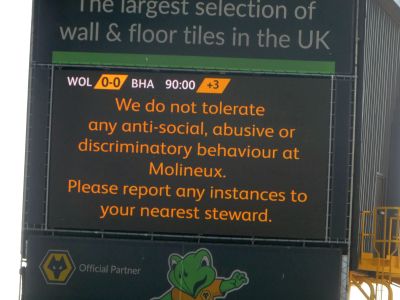 The largest selection of
wall & floor tiles in the UK
WOL 0-0 BHA 90:00 +3
We do not tolerate
any anti-social, abusive or
discriminatory behaviour at
Molineux.
Please report any instances to
your nearest steward.
Official Partner